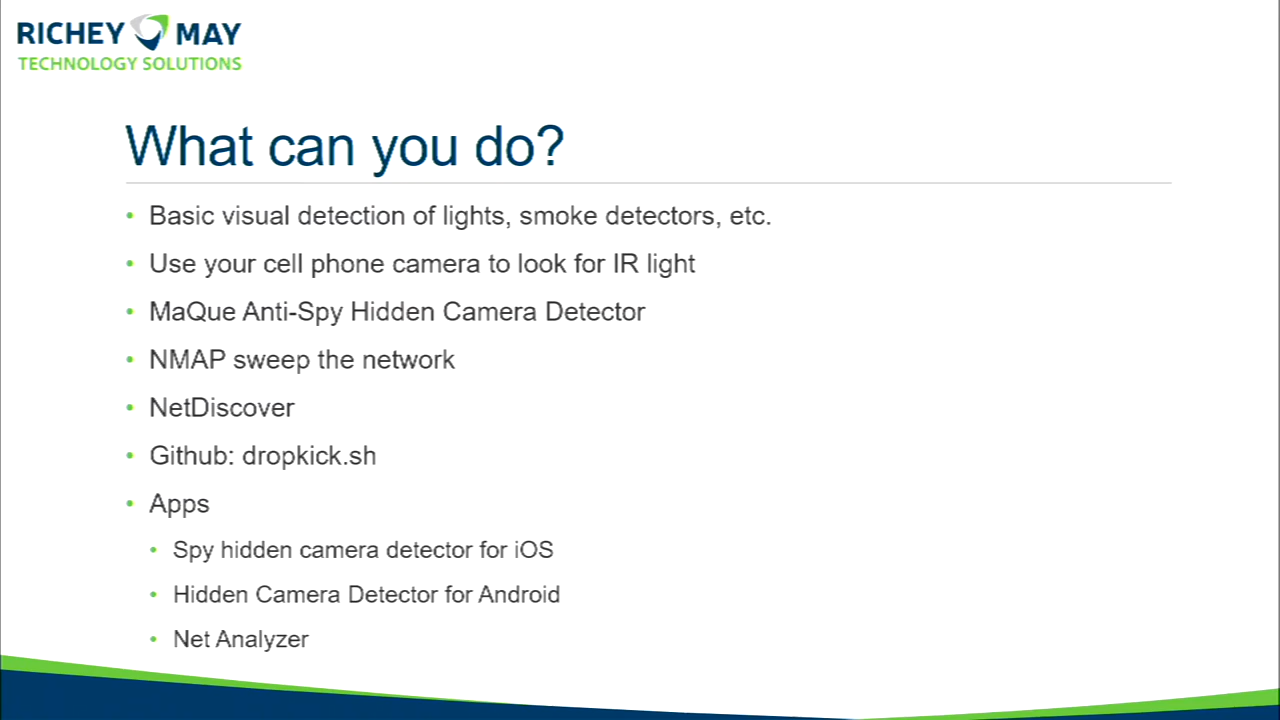 RICHEY MAY
TECHNOLOGY SOLUTIONS
What can you do?
• Basic visual detection of lights, smoke detectors, etc.
• Use your cell phone camera to look for IR light
• MaQue Anti-Spy Hidden Camera Detector
• NMAP sweep the network
• NetDiscover
• Github: dropkick.sh
• Apps
• Spy hidden camera detector for iOS
• Hidden Camera Detector for Android
• Net Analyzer